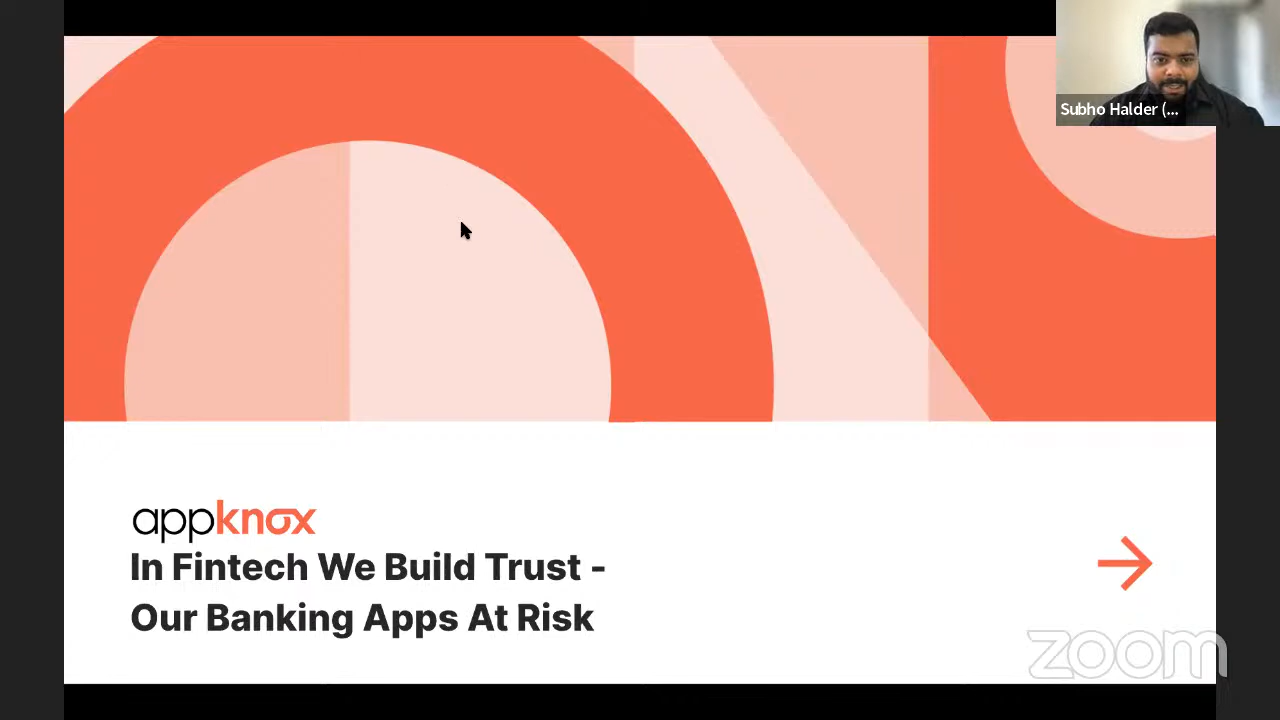 Subho Halder (...
appknox
In Fintech We Build Trust -
Our Banking Apps At Risk
zoom